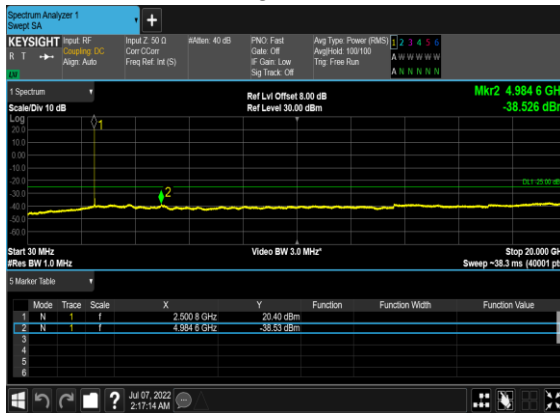 Spectrum Analyzer 1
Swept SA
+
KEYSIGHT Input: RF Input Z: 50 Ω #Atten: 40 dB PNO: Fast Avg Type: Power (RMS) 1 2 3 4 5 6
R T Coupling: DC Corr CCorr Gate: Off Avg|Hold: 100/100 A W W W W W
Align: Auto Freq Ref: Int (S) IF Gain: Low Trig: Free Run
LXI Sig Track: Off A N N N N N
1 Spectrum Ref Lvl Offset 8.00 dB Mkr2 4.984 6 GH
Scale/Div 10 dB Ref Level 30.00 dBm -38.526 dBr
Log
20.0 1
10.0
0.00
-10.0
-20.0 DL1 25.00 dB
-30.0 2
-40.0
-50.0
-60.0
Start 30 MHz Video BW 3.0 MHz* Stop 20.000 GH
#Res BW 1.0 MHz Sweep ~38.3 ms (40001 pt
5 Marker Table
Mode Trace Scale X Y Function Function Width Function Value
1 N 1 f 2.500 8 GHz 20.40 dBm
2 N 1 f 4.984 6 GHz -38.53 dBm
3
4
5
6
? Jul 07, 2022
2:17:14 AM